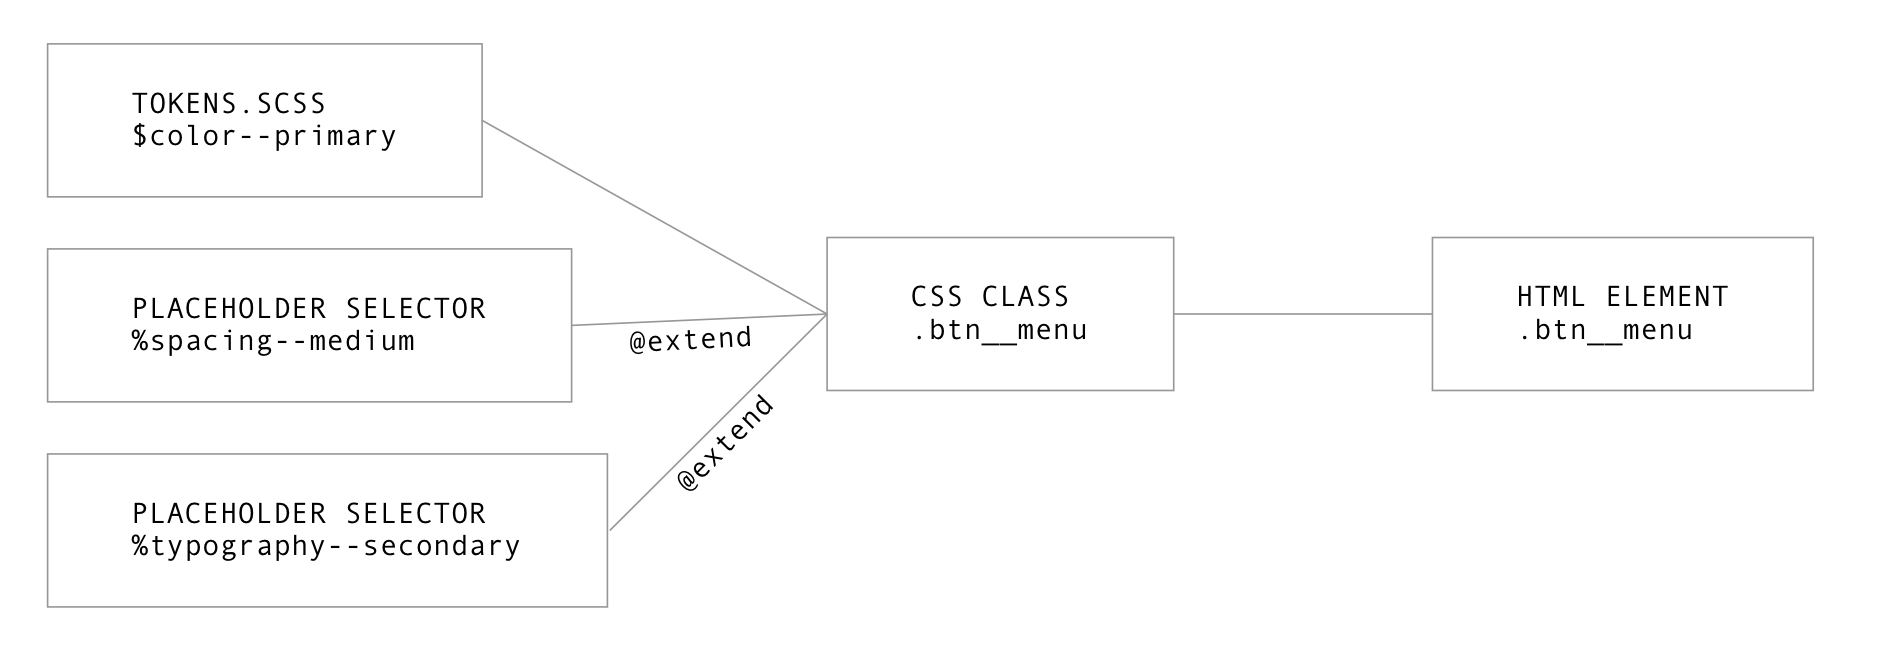 TOKENS.SCSS
$color--primary
PLACEHOLDER SELECTOR
%spacing--medium
@extend
PLACEHOLDER SELECTOR
%typography--secondary
@extend
CSS CLASS
.btn__menu
HTML ELEMENT
.btn__menu